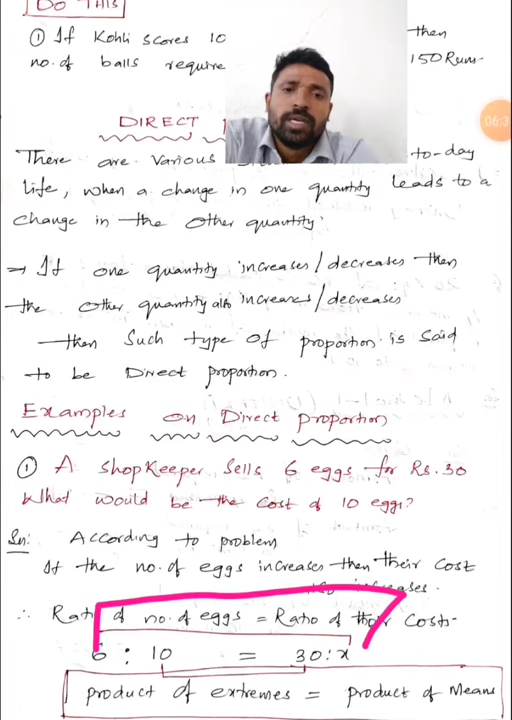 DO THIS
① If Kohli scores 10 then
no. of balls require 150 Runs.
06:3
DIRECT
There are various to-day
life, when a change in one quantity leads to a
change in the other quantity.
→ If one quantity increases/decreases then
the other quantity also increases/decreases
then such type of proportion is said
to be Direct proportion.
Examples on Direct proportion
① A shopkeeper sells 6 eggs for Rs. 30
What would be the cost of 10 eggs?
Sn: According to problem
If the no. of eggs increases then their cost
also increases.
∴ Ratio of no. of eggs = Ratio of their costs.
6 : 10 = 30 : x
product of extremes = product of Means